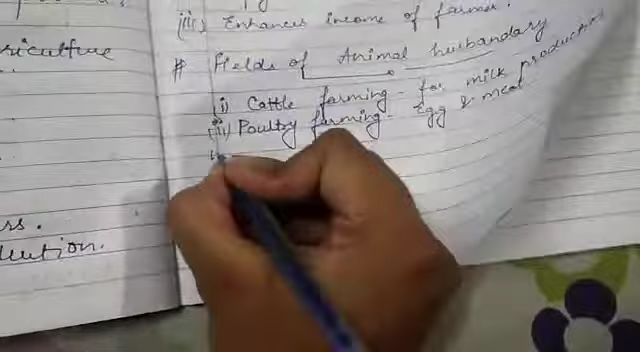 (iii) Enhances income of farmer.
# Fields of Animal husbandary
i) Cattle farming - for milk production
(ii) Poultry farming - Egg & meat
riculture
rs.